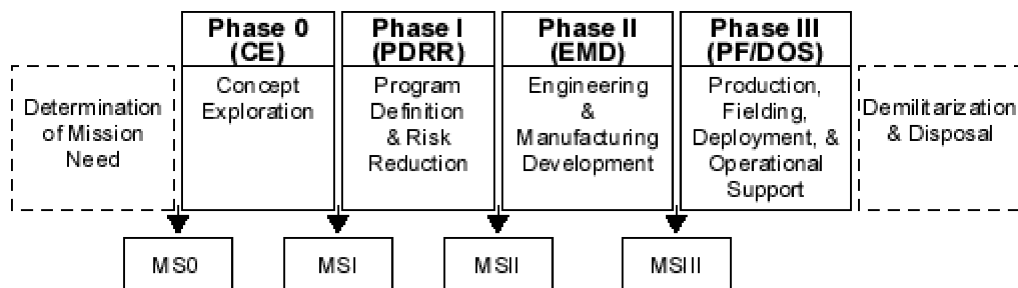 Determination
of Mission
Need
Phase 0
(CE)
Concept
Exploration
Phase I
(PDRR)
Program
Definition
& Risk
Reduction
Phase II
(EMD)
Engineering
&
Manufacturing
Development
Phase III
(PF/DOS)
Production,
Fielding,
Deployment, &
Operational
Support
Demilitarization
& Disposal
MS0
MSI
MSII
MSIII